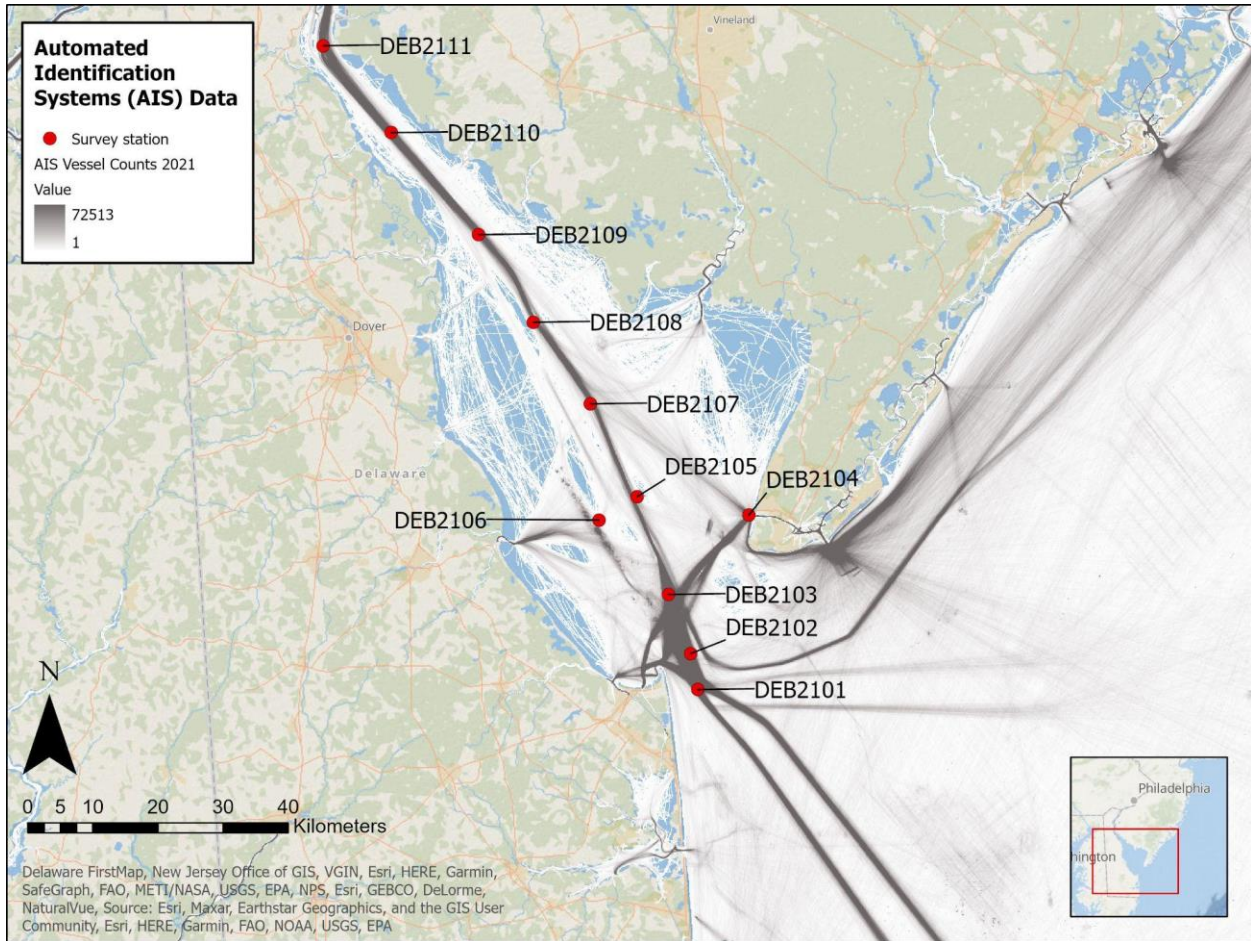 Automated
Identification
Systems (AIS) Data
Survey station
AIS Vessel Counts 2021
Value
72513
1
Vineland
DEB2111
DEB2110
DEB2109
DEB2108
Dover
DEB2107
Delaware
DEB2105
DEB2104
DEB2106
DEB2103
DEB2102
DEB2101
N
0 5 10 20 30 40
Kilometers
Philadelphia
hington
Delaware FirstMap, New Jersey Office of GIS, VGIN, Esri, HERE, Garmin,
SafeGraph, FAO, METI/NASA, USGS, EPA, NPS, Esri, GEBCO, DeLorme,
NaturalVue, Source: Esri, Maxar, Earthstar Geographics, and the GIS User
Community, Esri, HERE, Garmin, FAO, NOAA, USGS, EPA